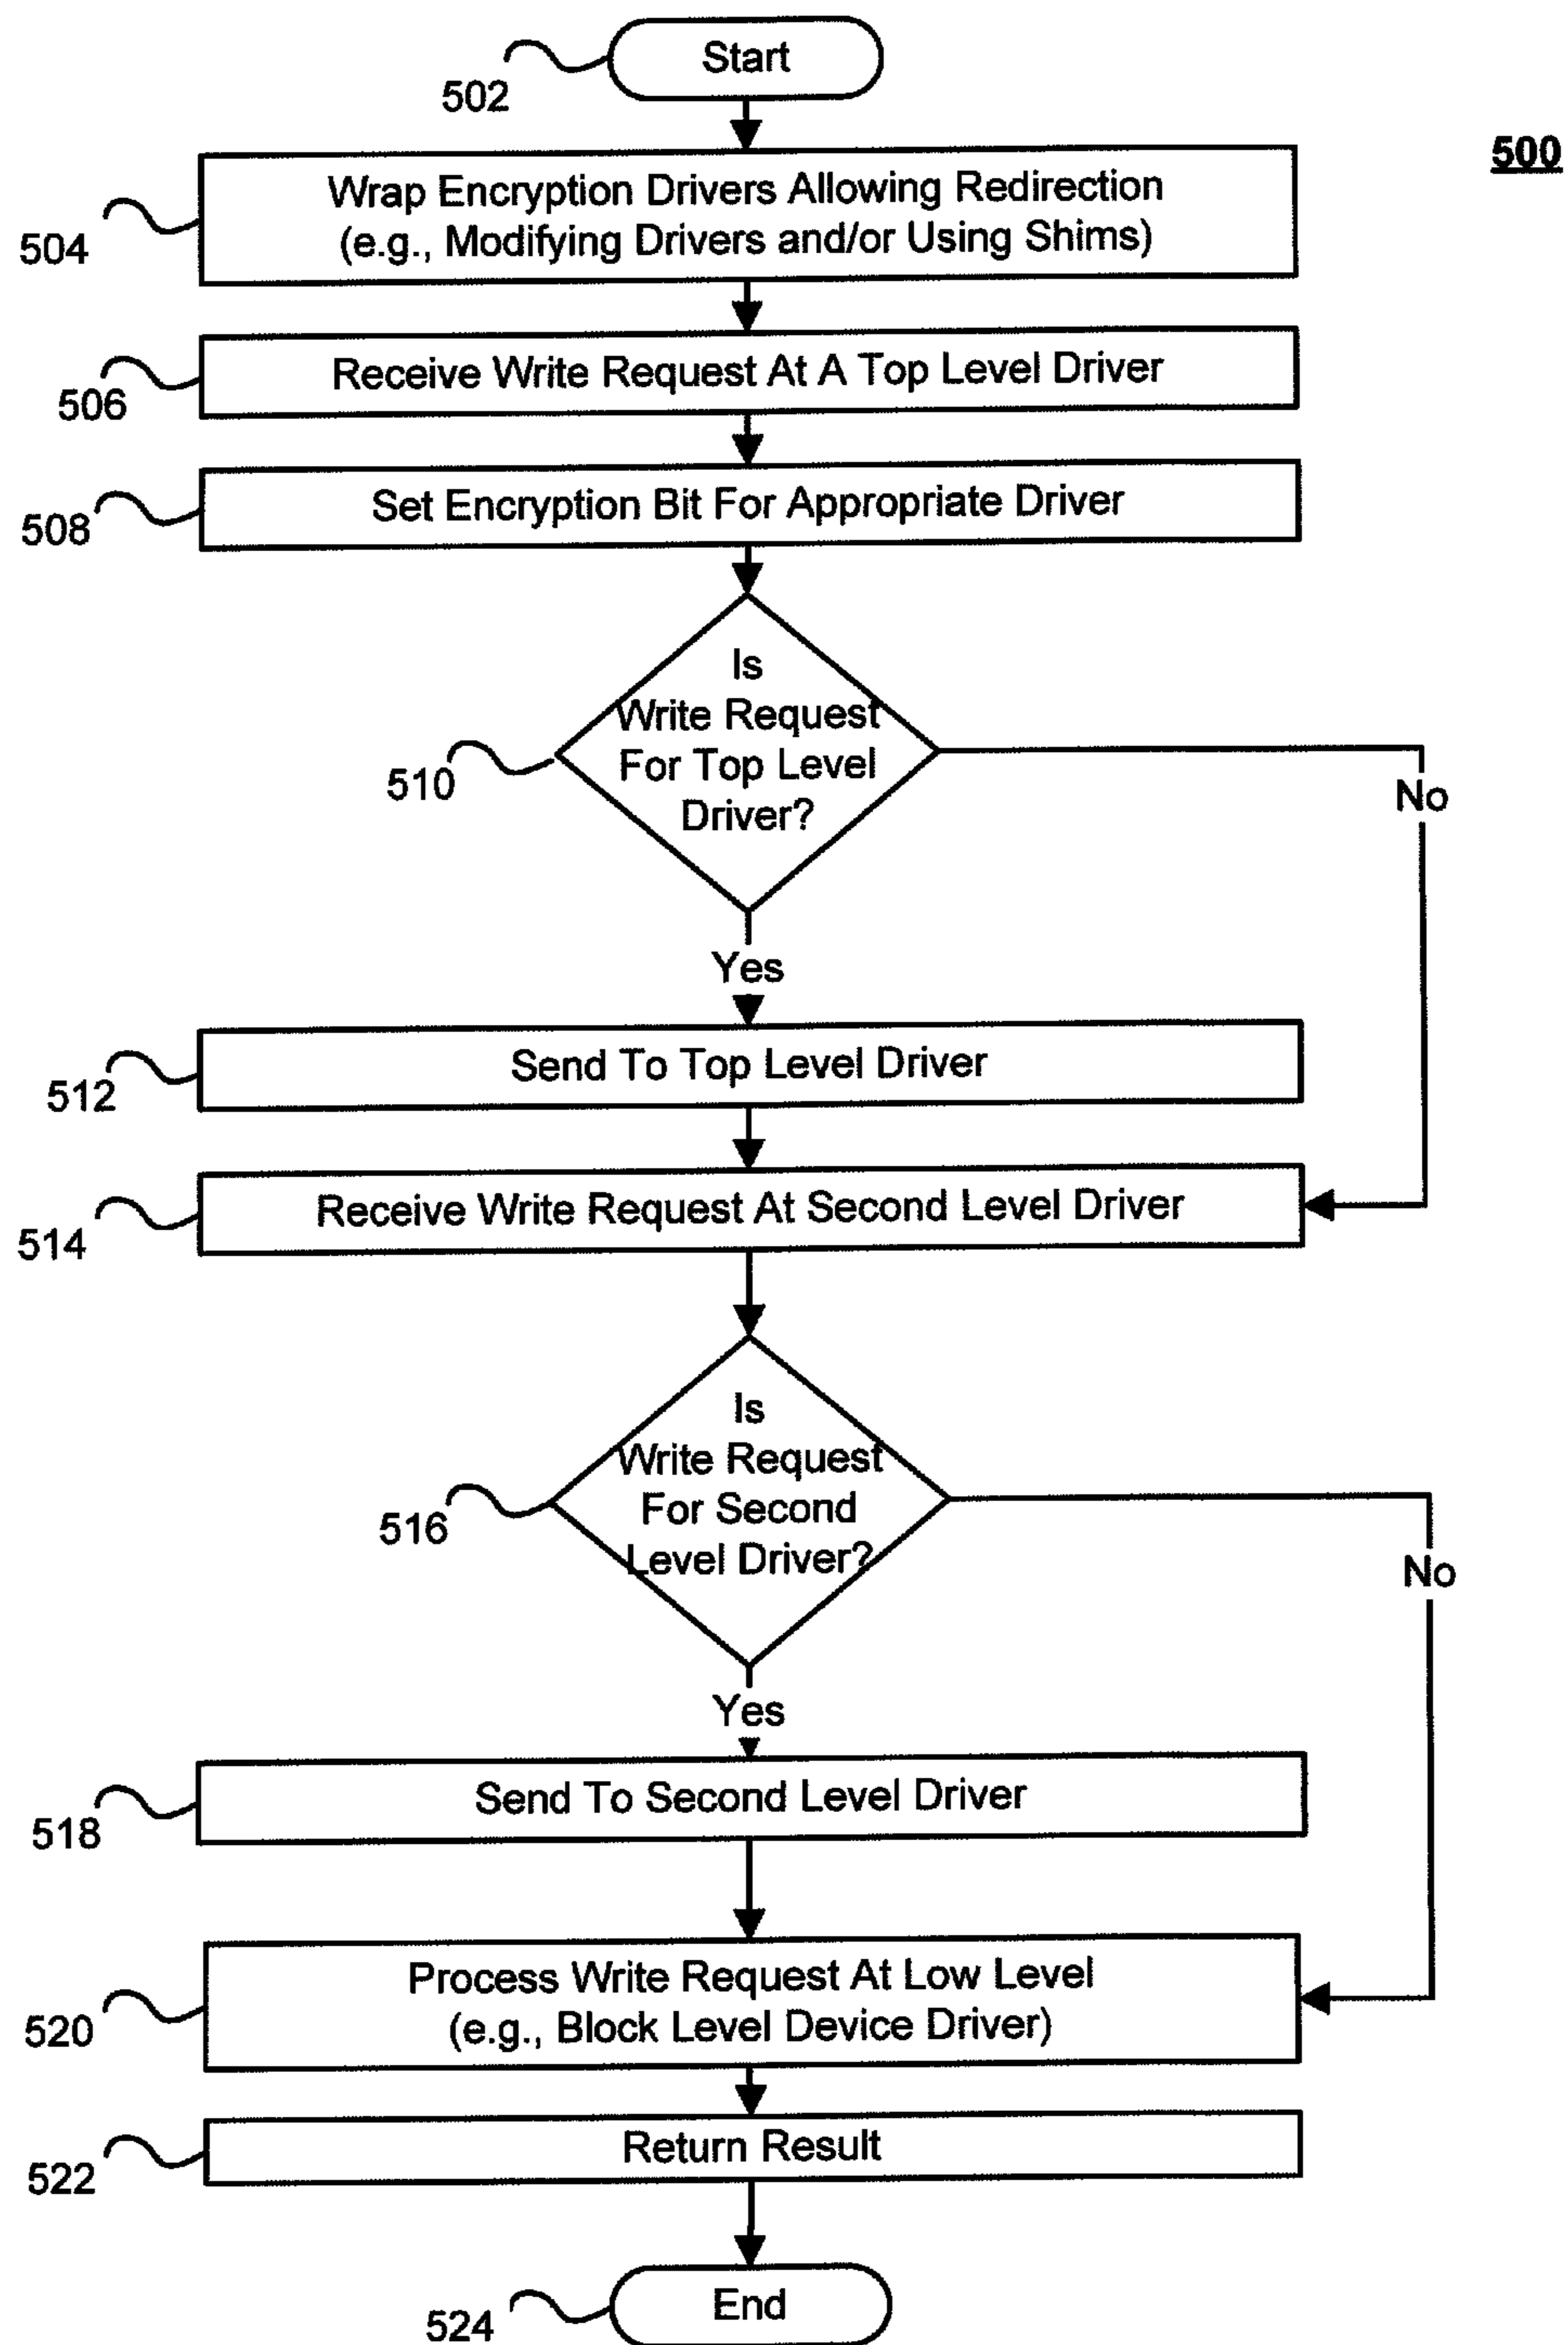 Start
502
500
Wrap Encryption Drivers Allowing Redirection
(e.g., Modifying Drivers and/or Using Shims)
504
Receive Write Request At A Top Level Driver
506
Set Encryption Bit For Appropriate Driver
508
Is
Write Request
For Top Level
Driver?
510
No
Yes
Send To Top Level Driver
512
Receive Write Request At Second Level Driver
514
Is
Write Request
For Second
Level Driver?
516
No
Yes
Send To Second Level Driver
518
Process Write Request At Low Level
(e.g., Block Level Device Driver)
520
Return Result
522
End
524